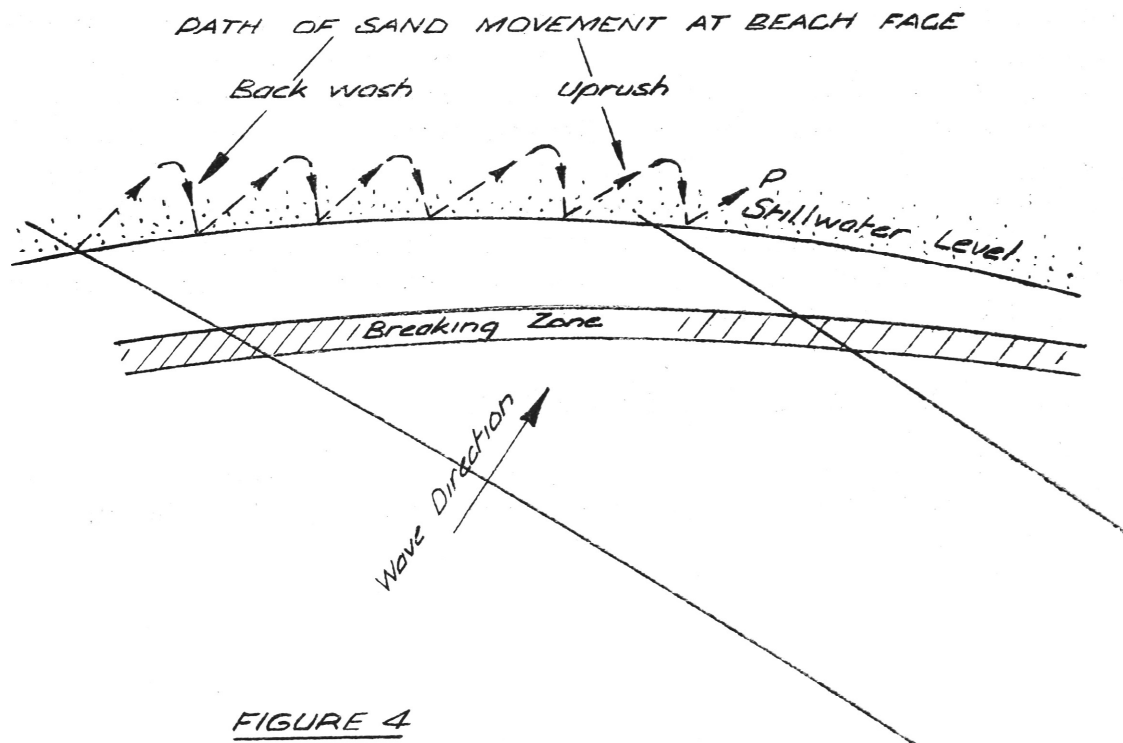 PATH OF SAND MOVEMENT AT BEACH FACE
Back wash
Uprush
P
Stillwater Level
Breaking Zone
Wave Direction
FIGURE 4